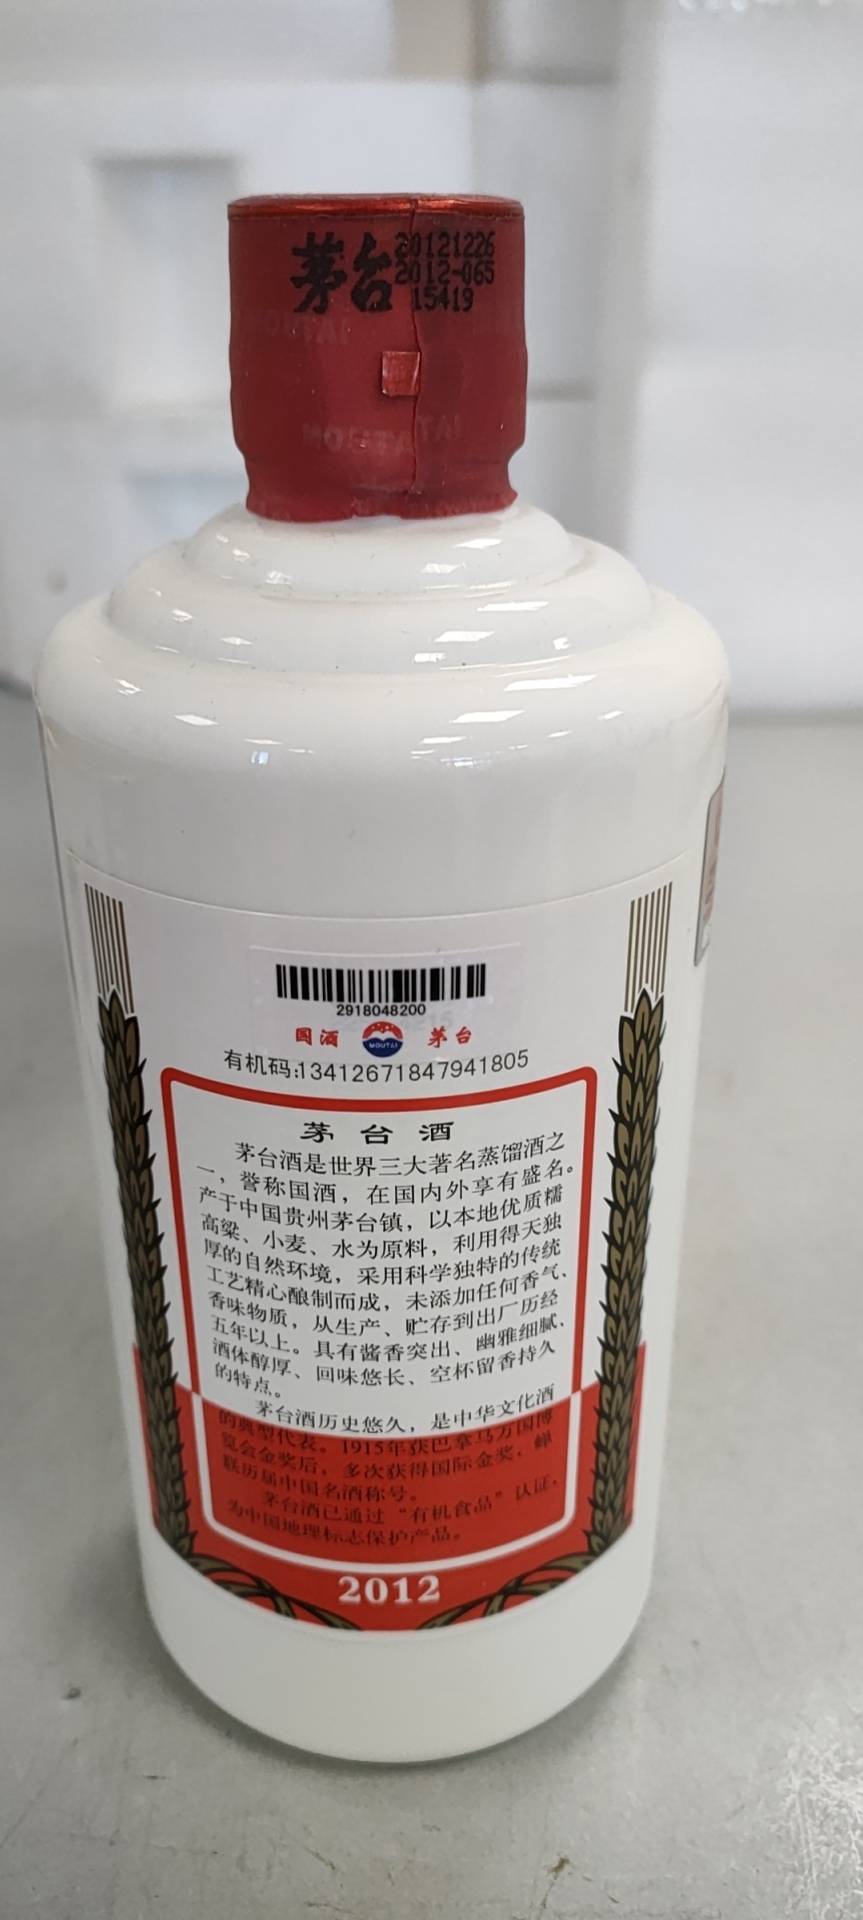 茅台
20121226
2012-065
15419
2918048200
国酒
MOUTAI
茅台
有机码:13412671847941805
茅台酒
茅台酒是世界三大著名蒸馏酒之
一，誉称国酒，在国内外享有盛名。
产于中国贵州茅台镇，以本地优质糯
高粱、小麦、水为原料，利用得天独
厚的自然环境，采用科学独特的传统
工艺精心酿制而成，未添加任何香气、
香味物质，从生产、贮存到出厂历经
五年以上。具有酱香突出、幽雅细腻、
酒体醇厚、回味悠长、空杯留香持久
的特点。
茅台酒历史悠久，是中华文化酒
的典型代表。1915年获巴拿马万国博
览会金奖后，多次获得国际金奖，蝉
联历届中国名酒称号。
茅台酒已通过“有机食品”认证，
为中国地理标志保护产品。
2012